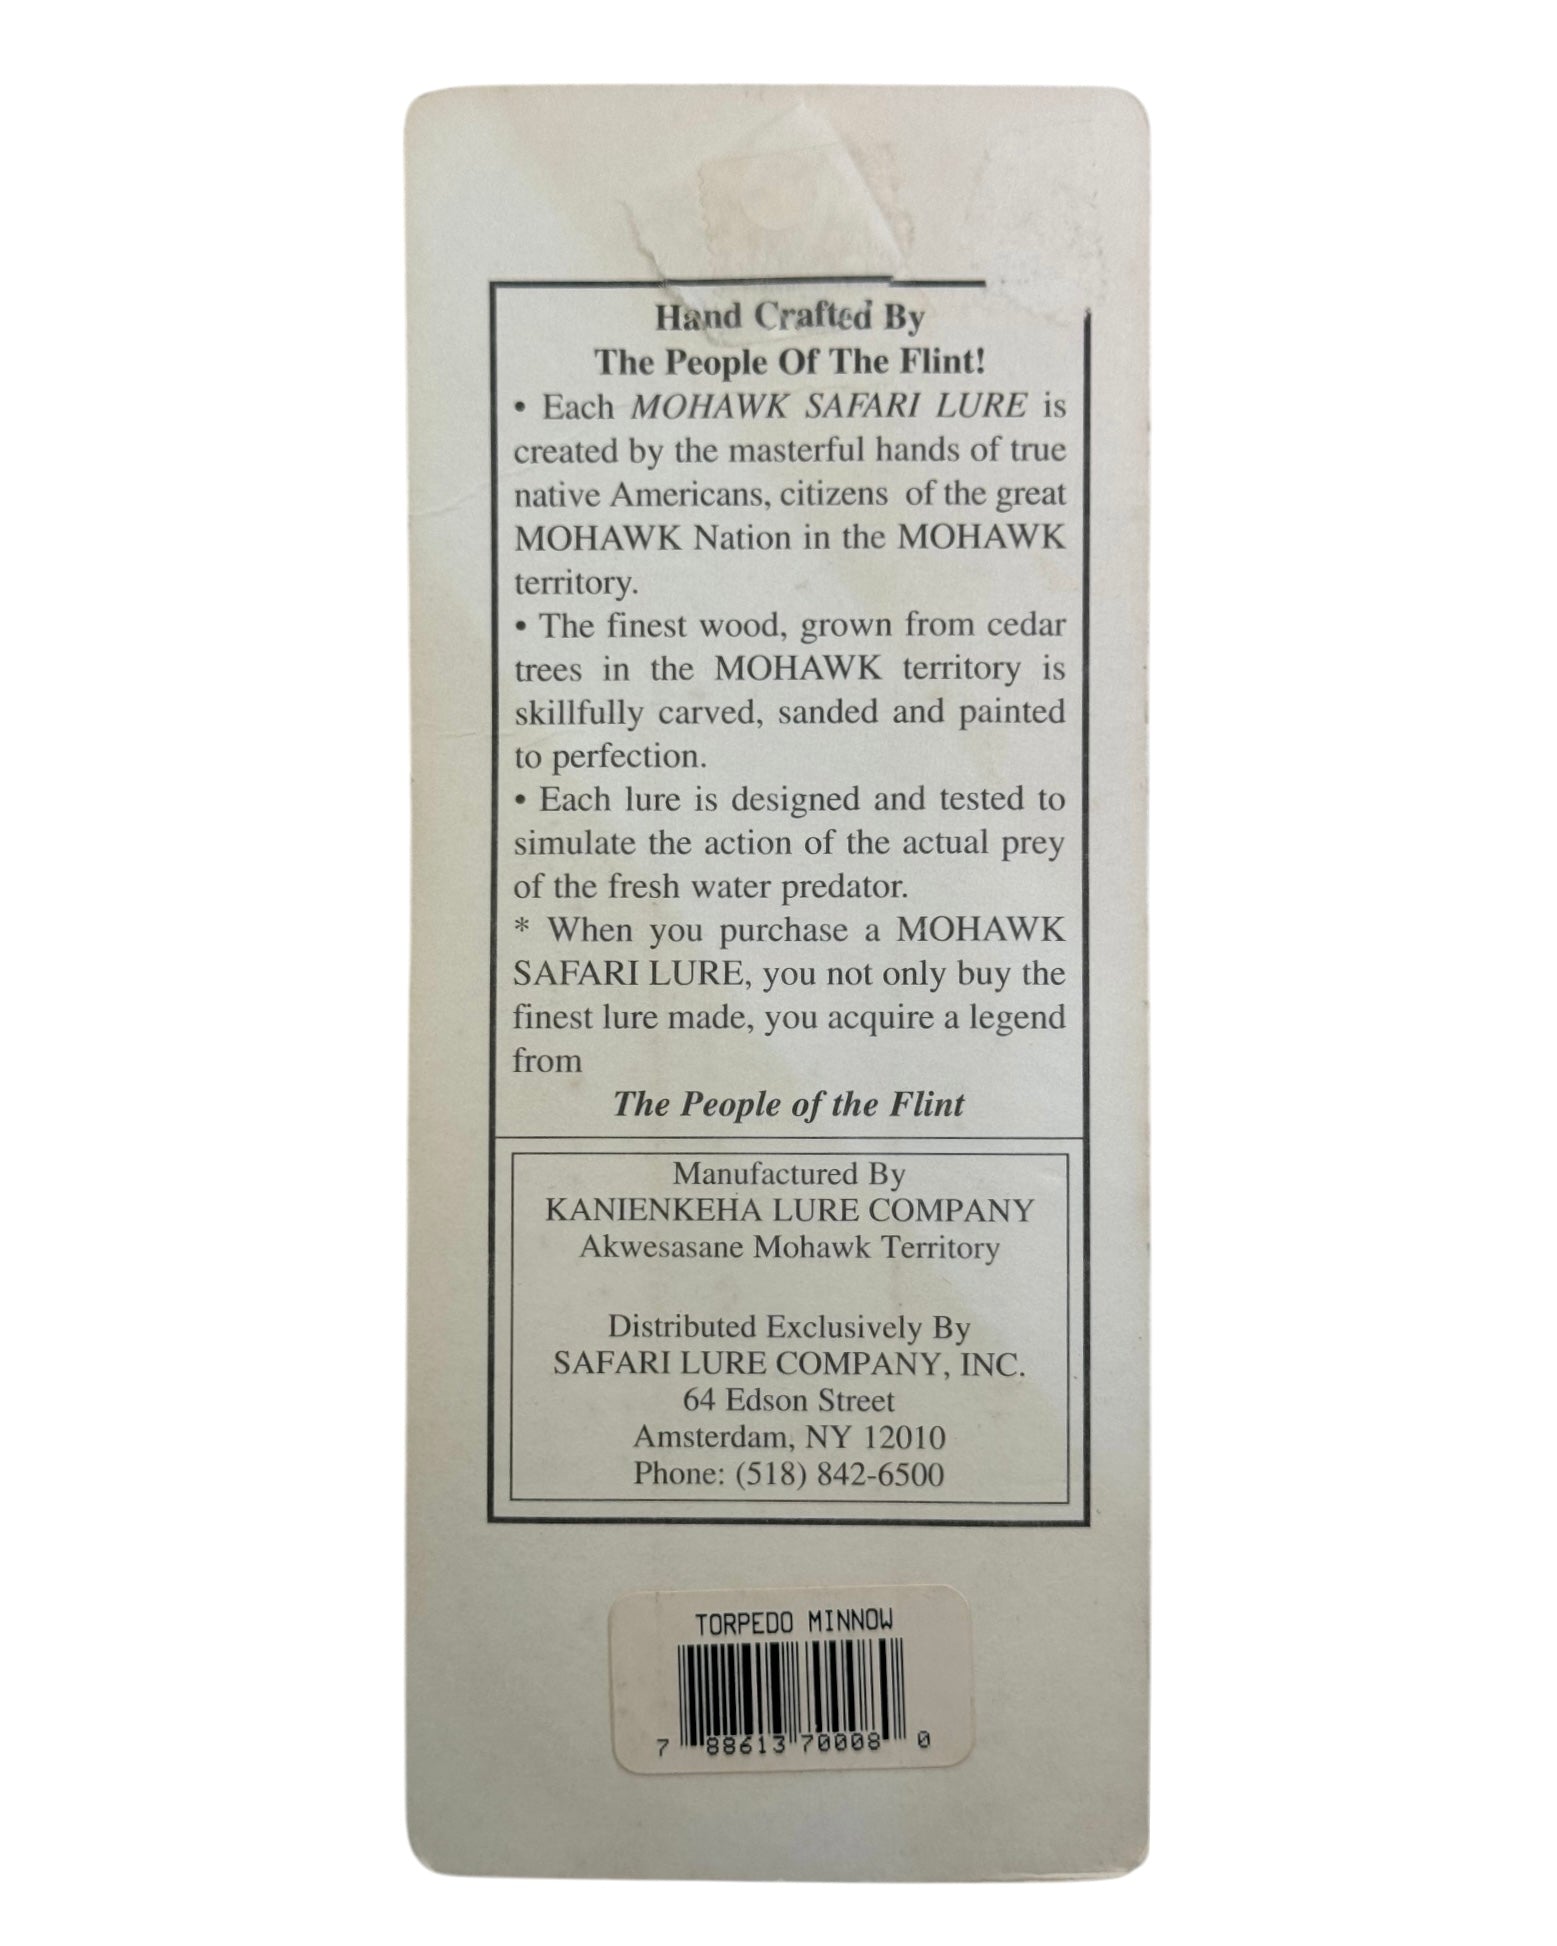 Hand Crafted By
The People Of The Flint!
• Each MOHAWK SAFARI LURE is
created by the masterful hands of true
native Americans, citizens of the great
MOHAWK Nation in the MOHAWK
territory.
• The finest wood, grown from cedar
trees in the MOHAWK territory is
skillfully carved, sanded and painted
to perfection.
• Each lure is designed and tested to
simulate the action of the actual prey
of the fresh water predator.
* When you purchase a MOHAWK
SAFARI LURE, you not only buy the
finest lure made, you acquire a legend
from
The People of the Flint
Manufactured By
KANIENKEHA LURE COMPANY
Akwesasane Mohawk Territory
Distributed Exclusively By
SAFARI LURE COMPANY, INC.
64 Edson Street
Amsterdam, NY 12010
Phone: (518) 842-6500
TORPEDO MINNOW
7 88613 70008 0